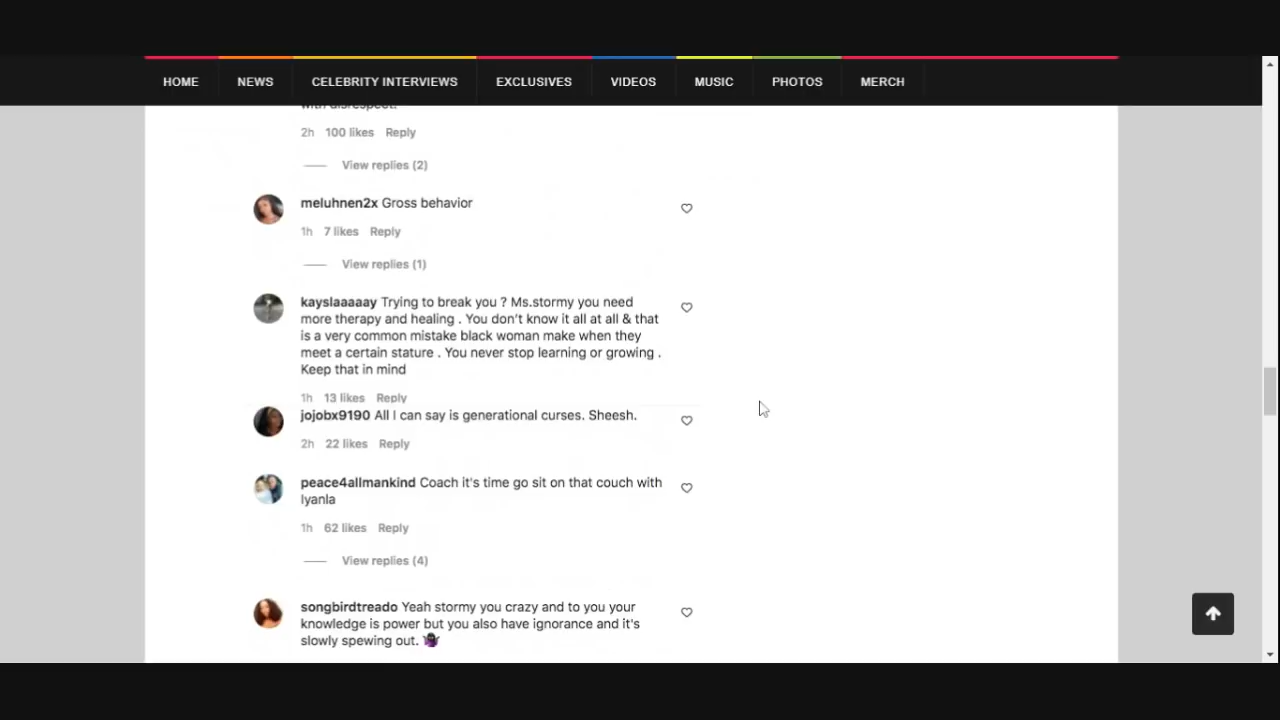 HOME NEWS CELEBRITY INTERVIEWS EXCLUSIVES VIDEOS MUSIC PHOTOS MERCH
with disrespect.
2h 100 likes Reply
View replies (2)
meluhnen2x Gross behavior
1h 7 likes Reply
View replies (1)
kayslaaaaay Trying to break you ? Ms.stormy you need
more therapy and healing . You don't know it all at all & that
is a very common mistake black woman make when they
meet a certain stature . You never stop learning or growing .
Keep that in mind
1h 13 likes Reply
jojobx9190 All I can say is generational curses. Sheesh.
2h 22 likes Reply
peace4allmankind Coach it's time go sit on that couch with
Iyanla
1h 62 likes Reply
View replies (4)
songbirdtreado Yeah stormy you crazy and to you your
knowledge is power but you also have ignorance and it's
slowly spewing out.